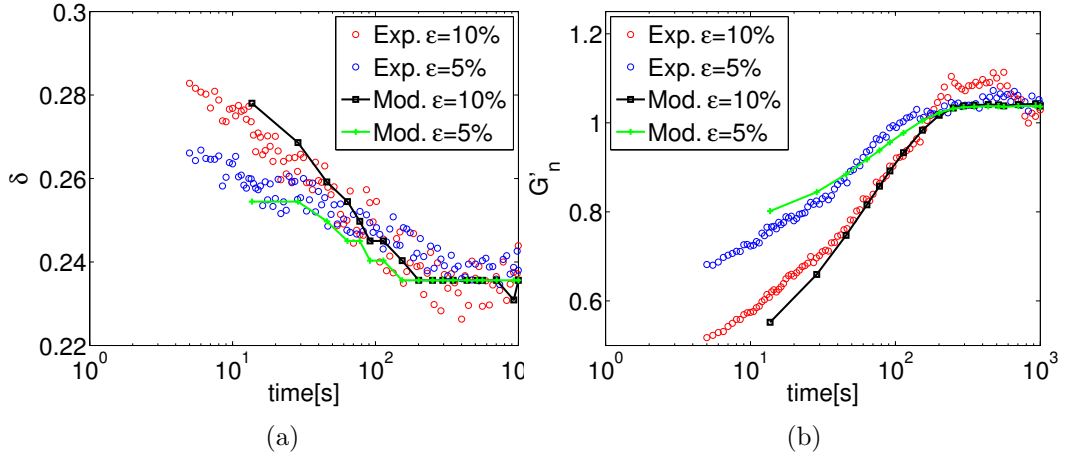 0.3
0.28
0.26
0.24
0.22
δ
10^0
10^1
10^2
10
time[s]
Exp. ε=10%
Exp. ε=5%
Mod. ε=10%
Mod. ε=5%
(a)
1.2
1
0.8
0.6
G'n
10^0
10^1
10^2
10^3
time[s]
Exp. ε=10%
Exp. ε=5%
Mod. ε=10%
Mod. ε=5%
(b)